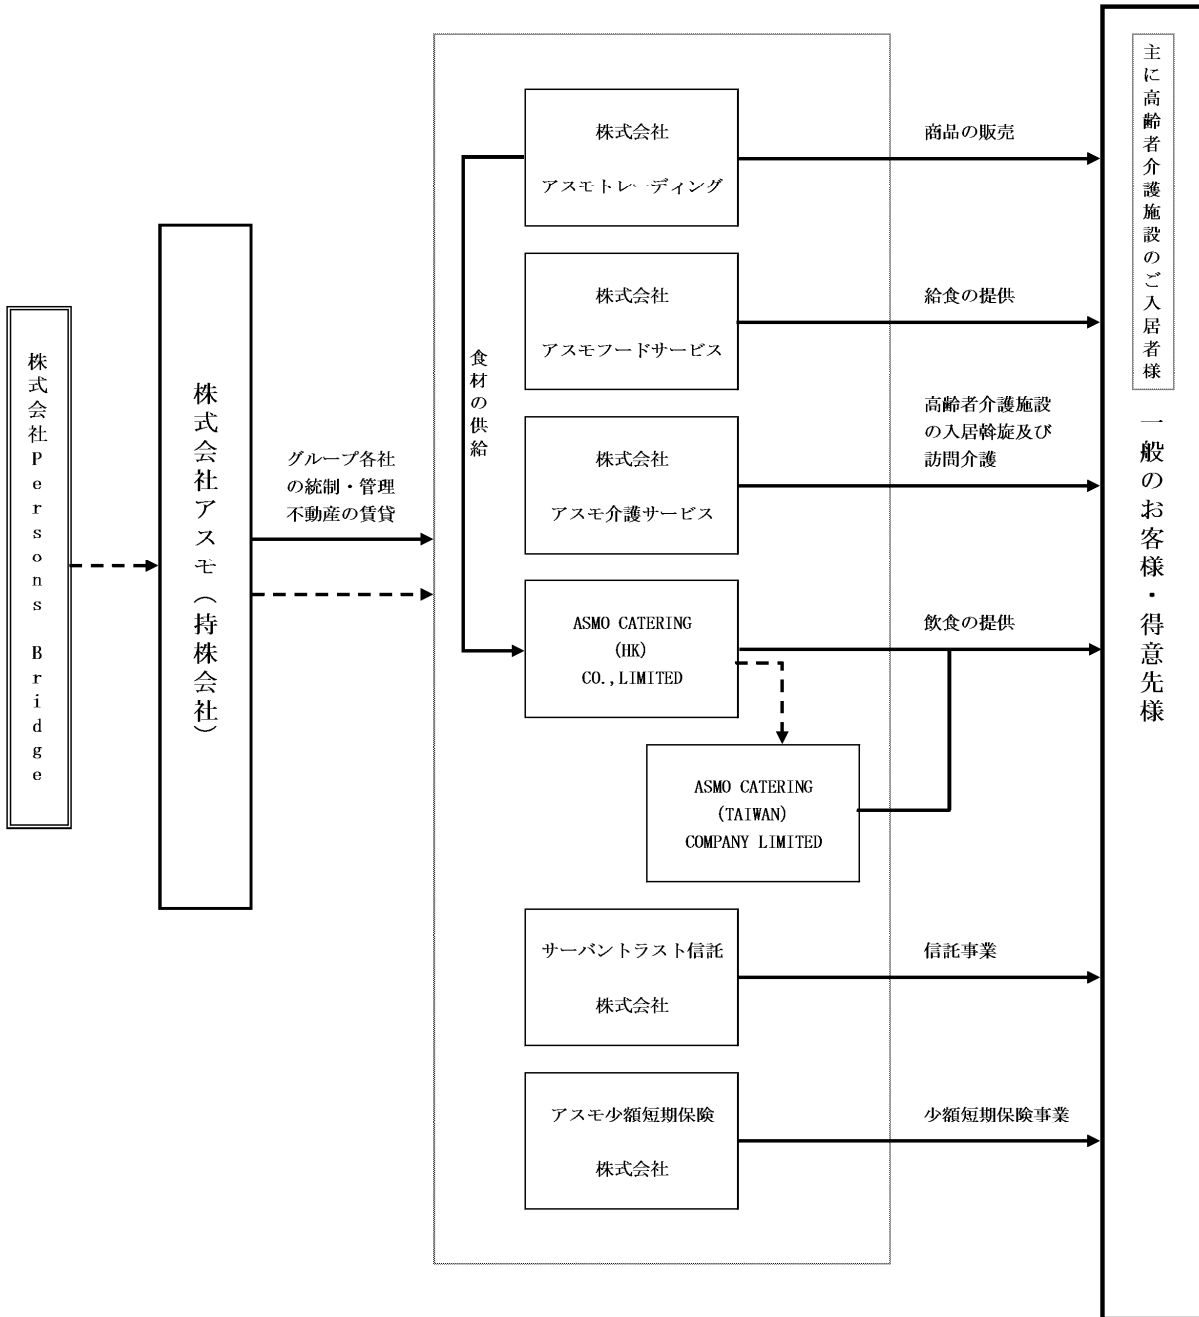 株式会社Persons Bridge
株式会社アスモ（持株会社）
グループ各社
の統制・管理
不動産の賃貸
食材の供給
株式会社
アスモトレーディング
商品の販売
株式会社
アスモフードサービス
給食の提供
株式会社
アスモ介護サービス
高齢者介護施設
の入居斡旋及び
訪問介護
ASMO CATERING
(HK)
CO.,LIMITED
飲食の提供
ASMO CATERING
(TAIWAN)
COMPANY LIMITED
サーバントラスト信託
株式会社
信託事業
アスモ少額短期保険
株式会社
少額短期保険事業
主に高齢者介護施設のご入居者様
一般のお客様・得意先様